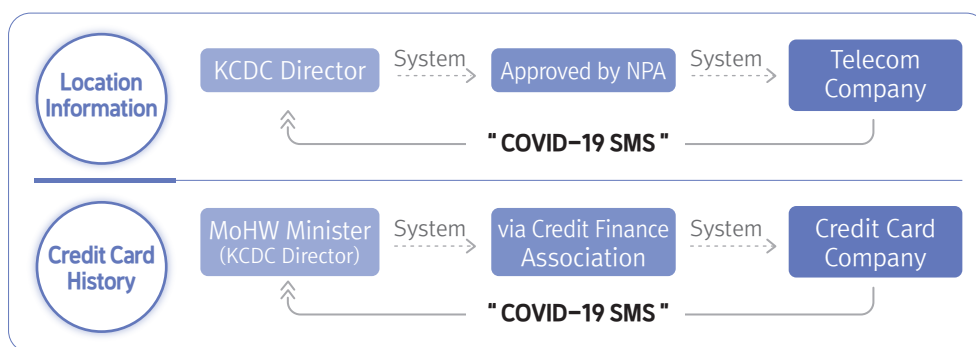 Location
Information
KCDC Director
System
Approved by NPA
System
Telecom
Company
" COVID-19 SMS "
Credit Card
History
MoHW Minister
(KCDC Director)
System
via Credit Finance
Association
System
Credit Card
Company
" COVID-19 SMS "